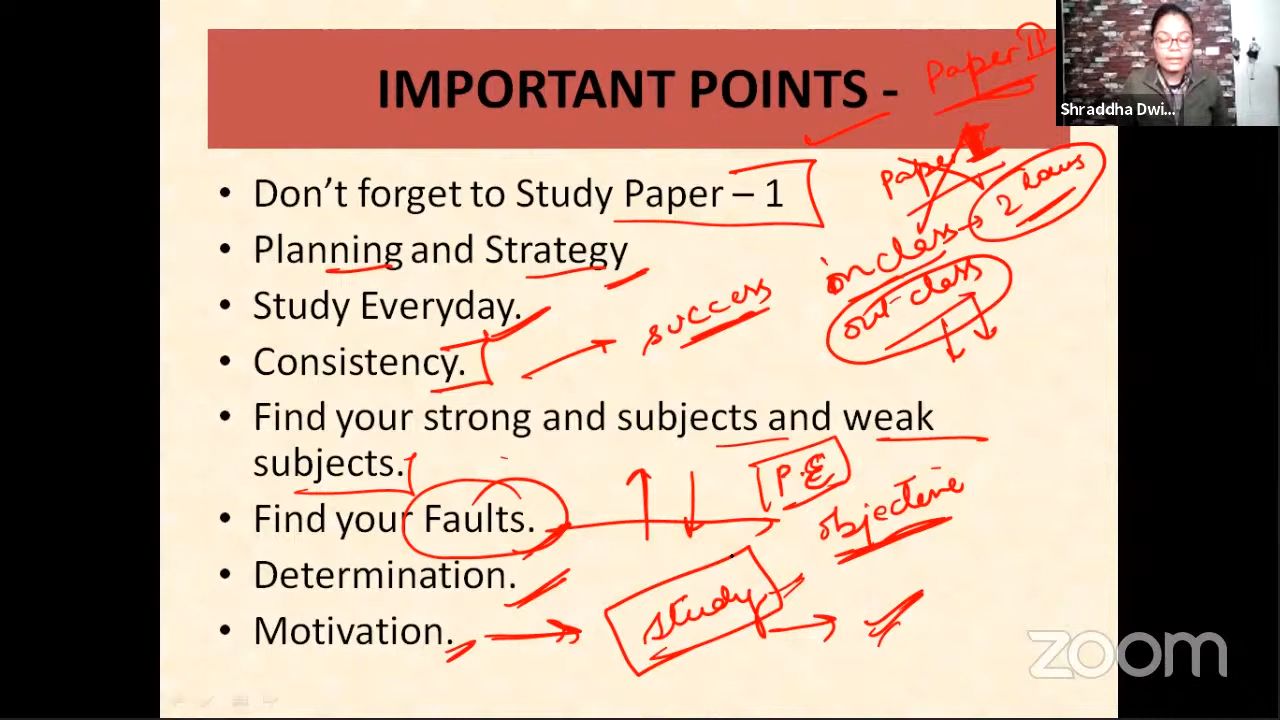 IMPORTANT POINTS -
Paper II
Shraddha Dwi...
Paper I
• Don't forget to Study Paper – 1
in class → 2 hours
• Planning and Strategy
out-class
• Study Everyday.
success
• Consistency.
• Find your strong and subjects and weak
subjects.
P.E
objective
• Find your Faults.
• Determination.
study
• Motivation.
zoom